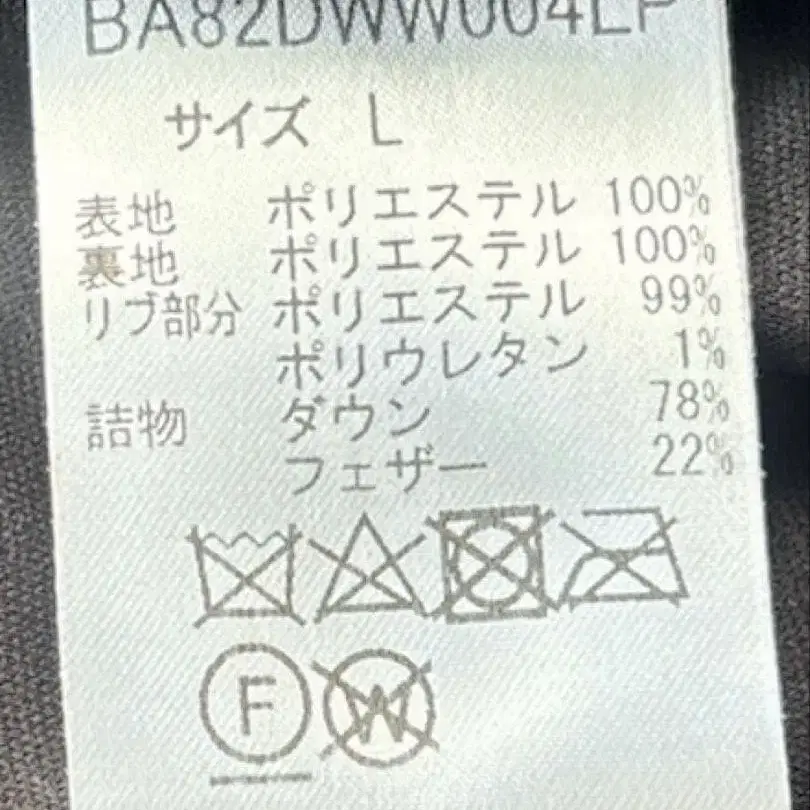 BA82DWW004LP
サイズ L
表地 ポリエステル 100%
裏地 ポリエステル 100%
リブ部分 ポリエステル 99%
ポリウレタン 1%
詰物 ダウン 78%
フェザー 22%
F W